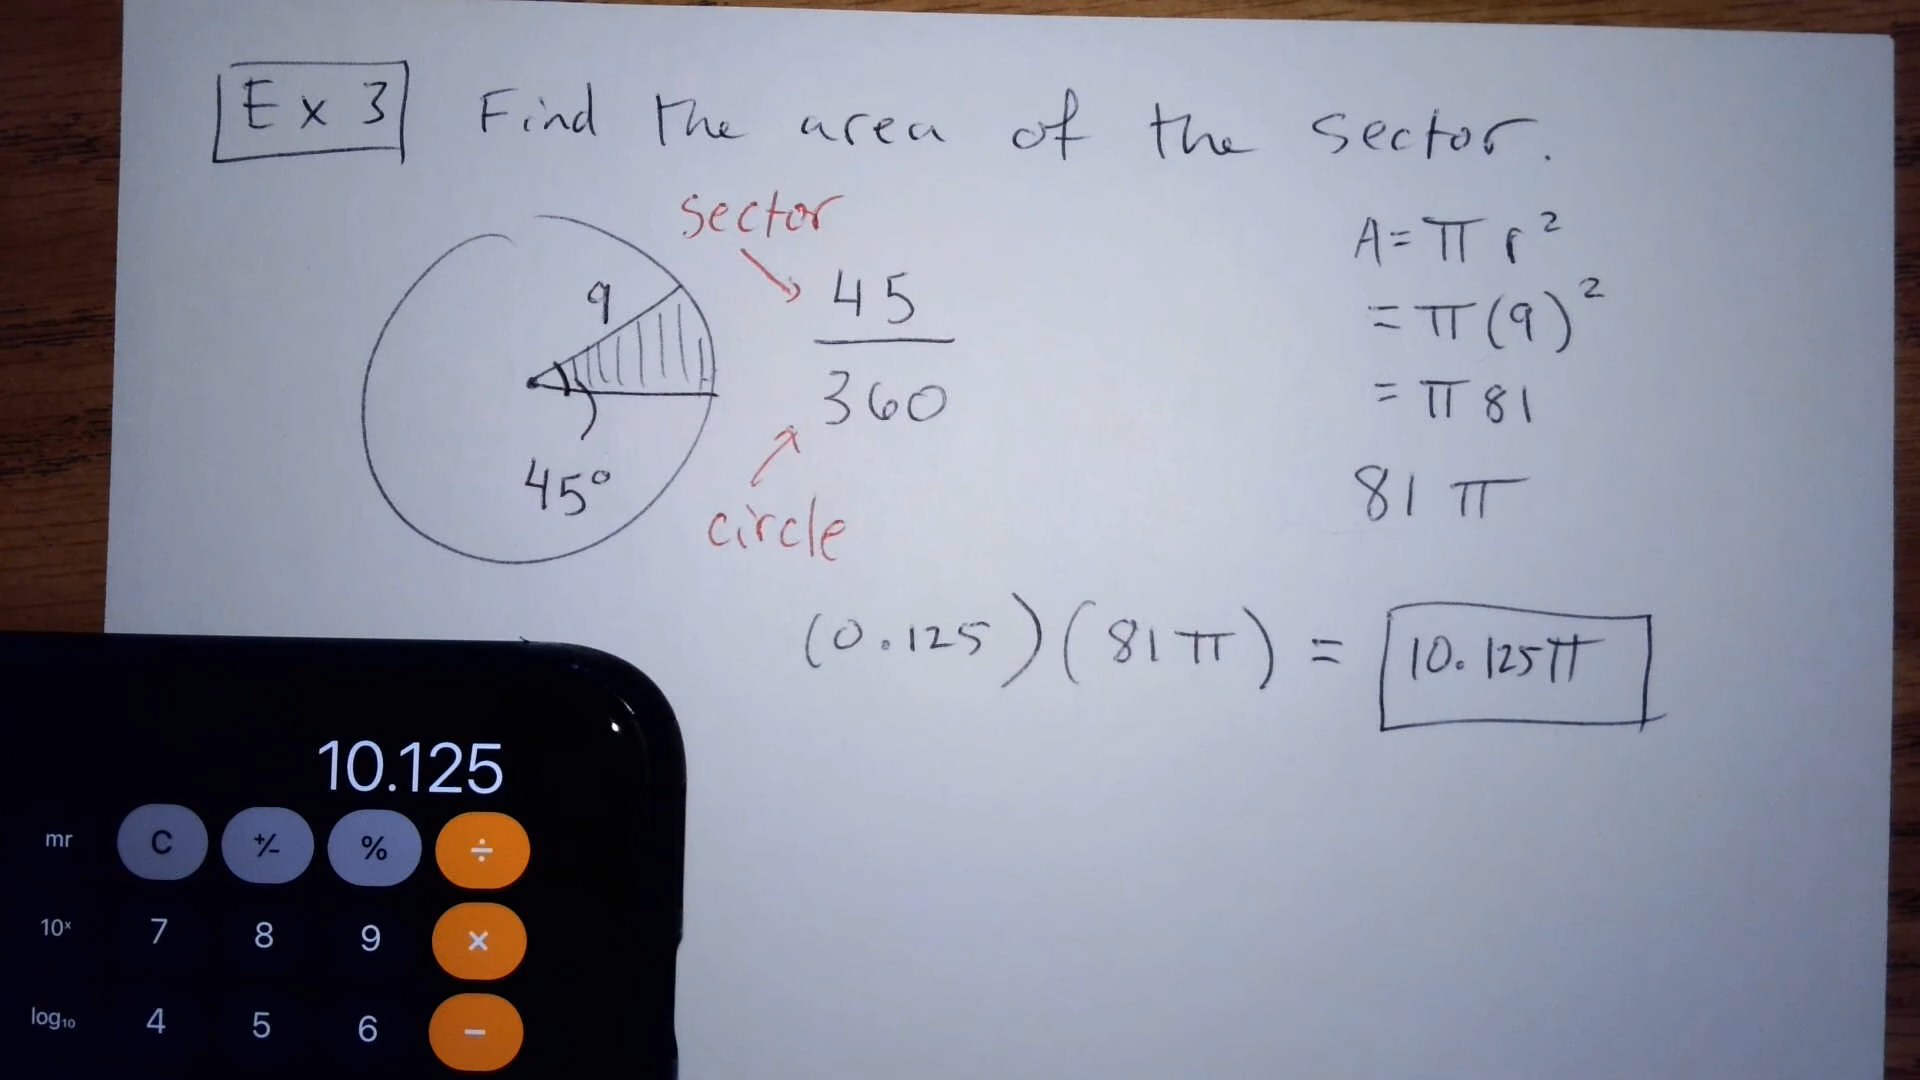 Ex 3 Find the area of the sector.
sector
9
45
360
45°
circle
A = π r²
= π(9)²
= π 81
81 π
(0.125)(81π) = 10.125π
10.125
mr C +/- % ÷
10ˣ 7 8 9 ×
log₁₀ 4 5 6 −